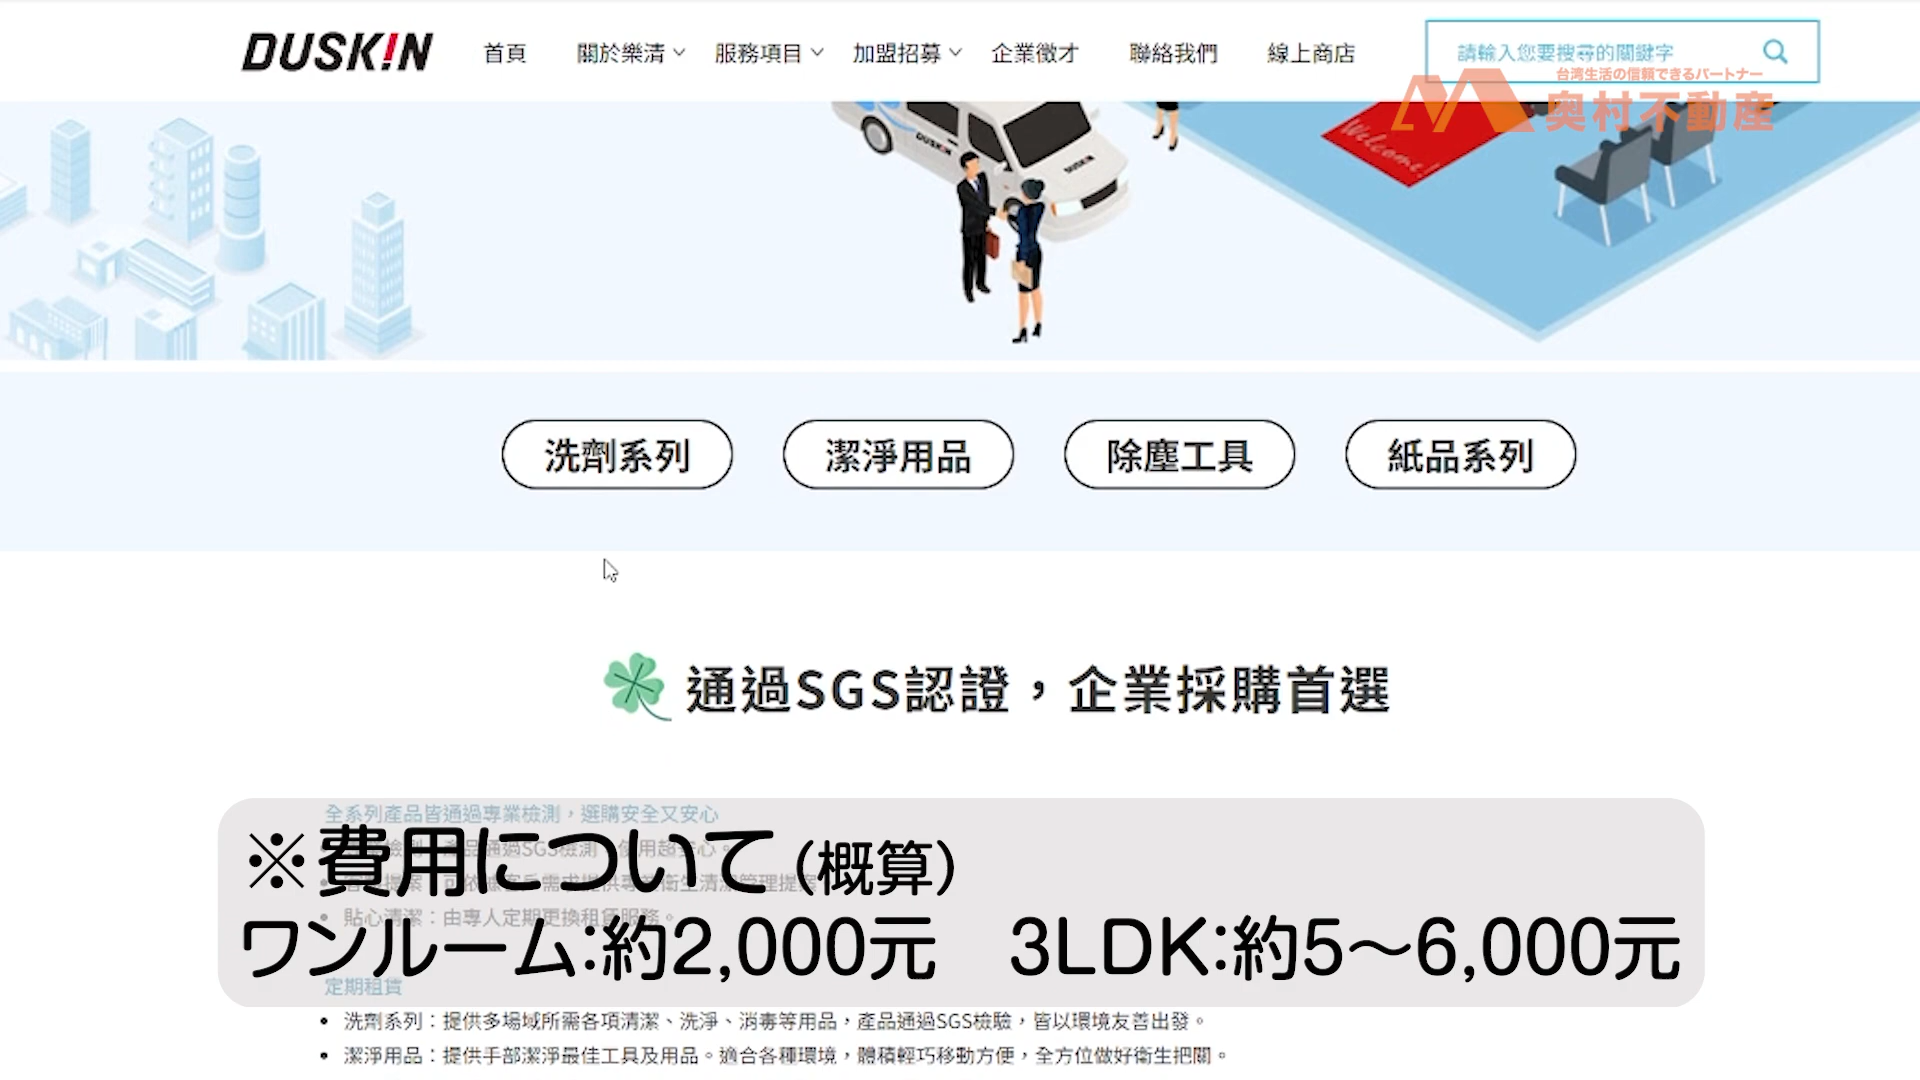 DUSK!N 首頁 關於樂清 服務項目 加盟招募 企業徵才 聯絡我們 線上商店 請輸入您要搜尋的關鍵字
台湾生活の信頼できるパートナー
奥村不動産
DUSKIN
DUSKIN
Welcome!
洗劑系列 潔淨用品 除塵工具 紙品系列
通過SGS認證，企業採購首選
全系列產品皆通過專業檢測，選購安全又安心
※費用について(概算)
貼心清潔：由專人定期更換租賃服務。
ワンルーム:約2,000元 3LDK:約5〜6,000元
定期租賃
• 洗劑系列：提供多場域所需各項清潔、洗淨、消毒等用品，產品通過SGS檢驗，皆以環境友善出發。
• 潔淨用品：提供手部潔淨最佳工具及用品。適合各種環境，體積輕巧移動方便，全方位做好衛生把關。